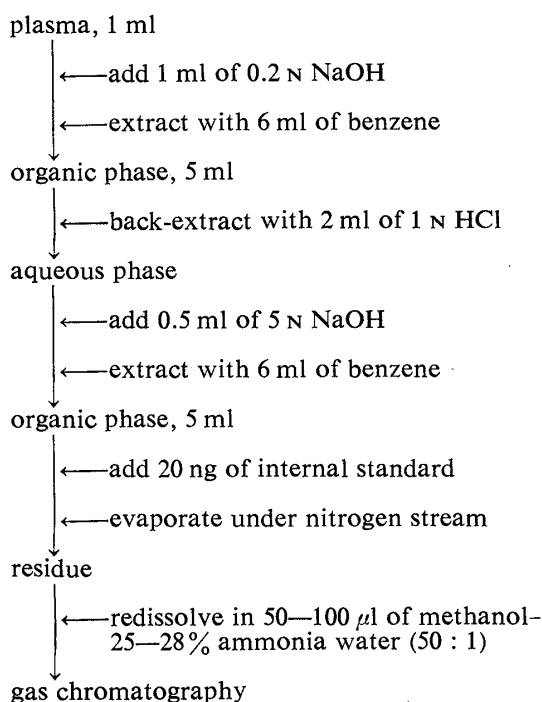 plasma, 1 ml
add 1 ml of 0.2 N NaOH
extract with 6 ml of benzene
organic phase, 5 ml
back-extract with 2 ml of 1 N HCl
aqueous phase
add 0.5 ml of 5 N NaOH
extract with 6 ml of benzene
organic phase, 5 ml
add 20 ng of internal standard
evaporate under nitrogen stream
residue
redissolve in 50—100 μl of methanol–
25—28% ammonia water (50 : 1)
gas chromatography